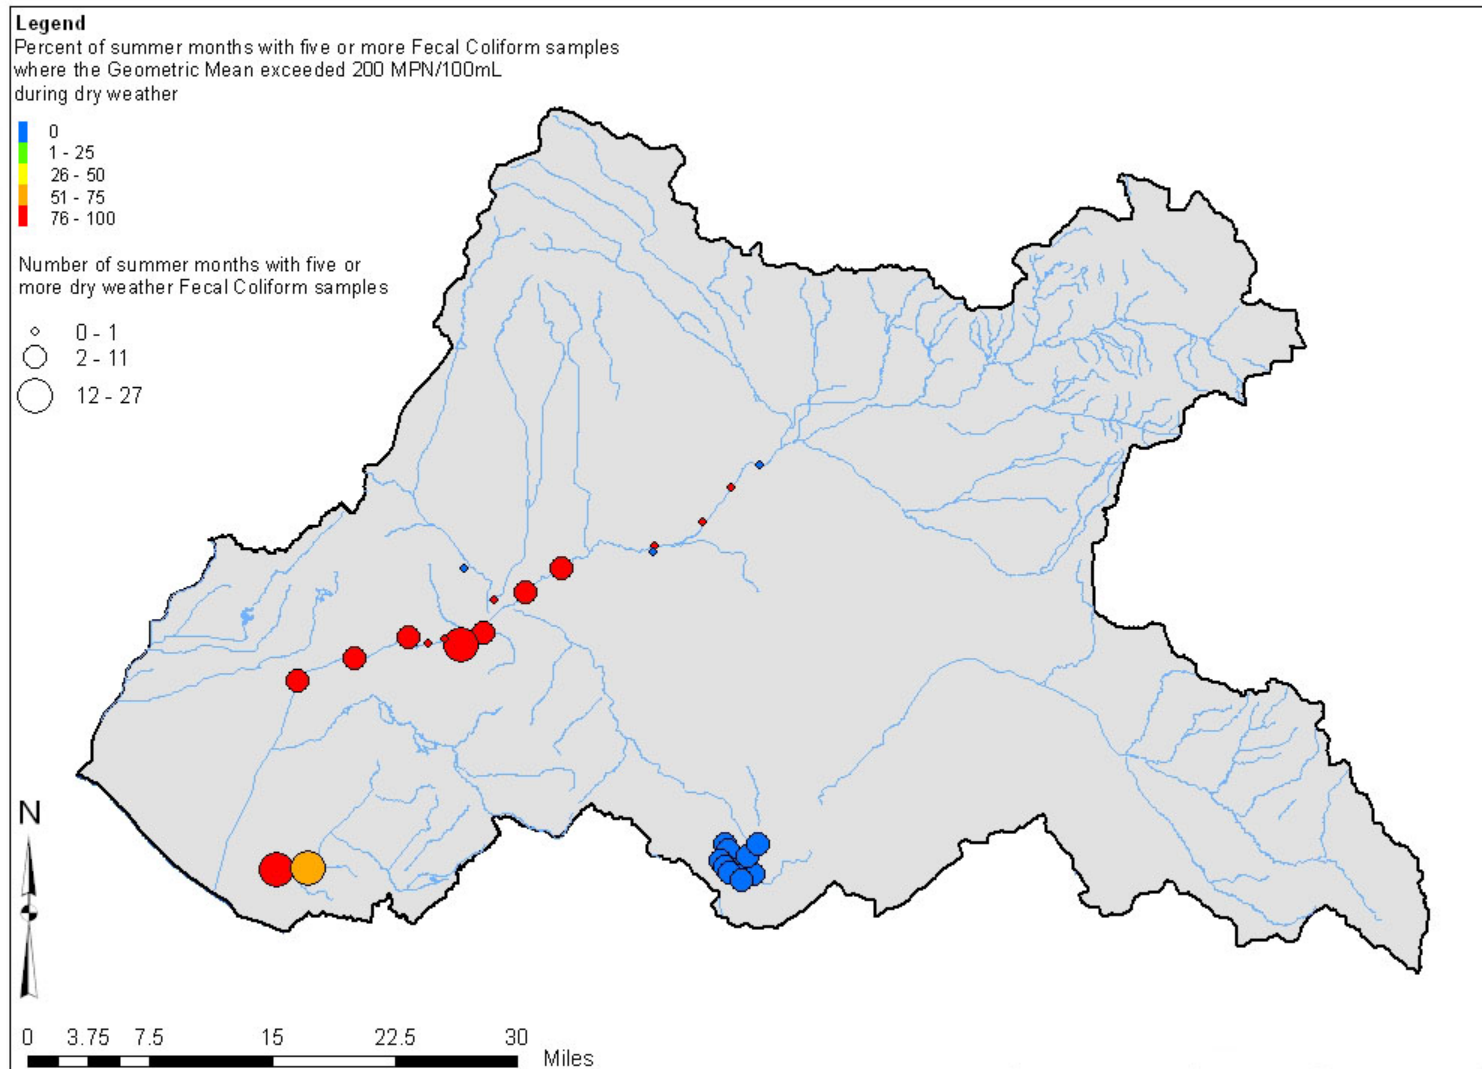 Legend
Percent of summer months with five or more Fecal Coliform samples
where the Geometric Mean exceeded 200 MPN/100mL
during dry weather
0
1 - 25
26 - 50
51 - 75
76 - 100
Number of summer months with five or
more dry weather Fecal Coliform samples
0 - 1
2 - 11
12 - 27
N
0 3.75 7.5 15 22.5 30
Miles